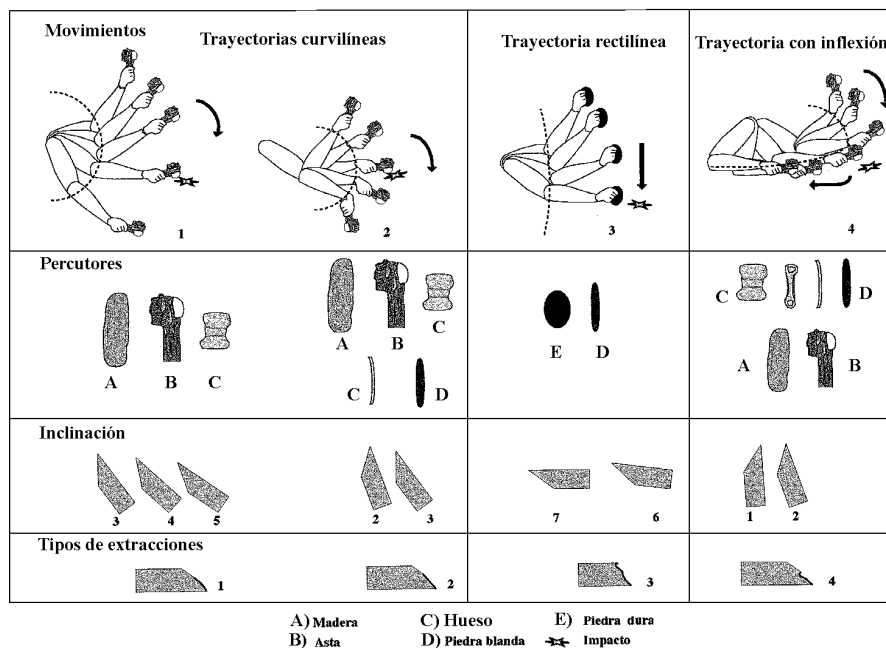 Movimientos
Trayectorias curvilíneas
Trayectoria rectilínea
Trayectoria con inflexión
1
2
3
4
Percutores
A
B
C
A
B
C
C
D
E
D
C
D
A
B
Inclinación
3 4 5
2 3
7 6
1 2
Tipos de extracciones
1
2
3
4
A) Madera C) Hueso E) Piedra dura
B) Asta D) Piedra blanda Impacto